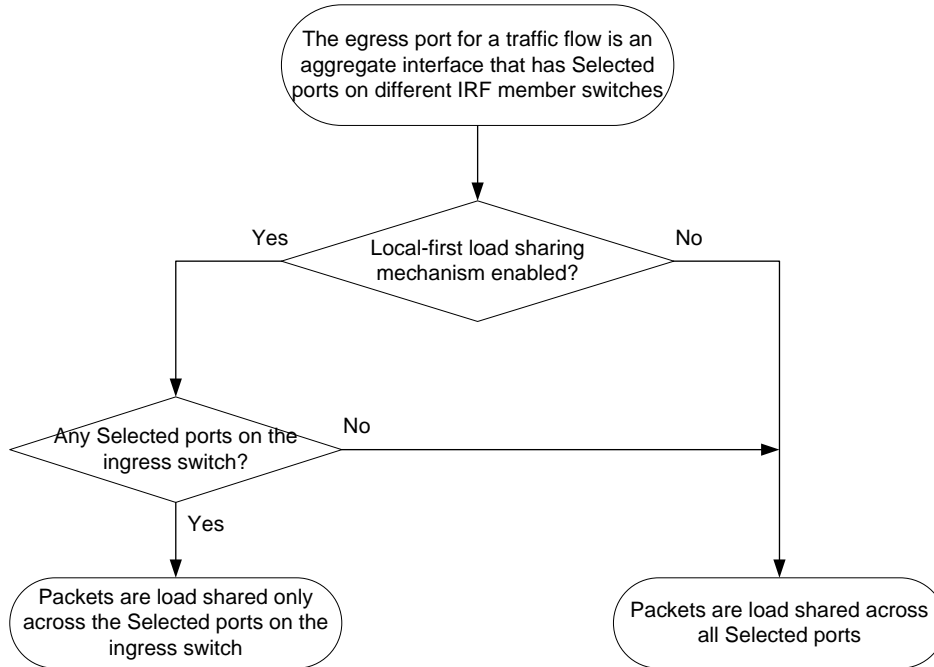 The egress port for a traffic flow is an
aggregate interface that has Selected
ports on different IRF member switches
Yes
No
Local-first load sharing
mechanism enabled?
Any Selected ports on the
ingress switch?
No
Yes
Packets are load shared only
across the Selected ports on the
ingress switch
Packets are load shared across
all Selected ports